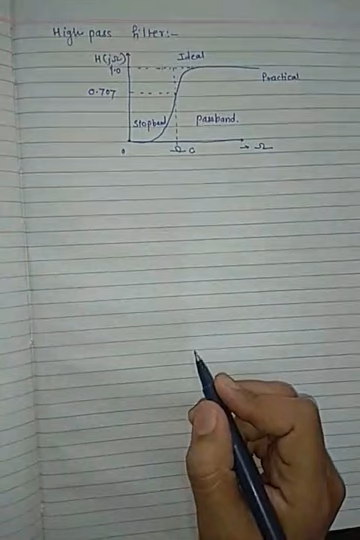 High pass filter:-
Ideal
H(jΩ)
1.0
Practical
0.707
Stopband
Passband.
0
Ωc
Ω